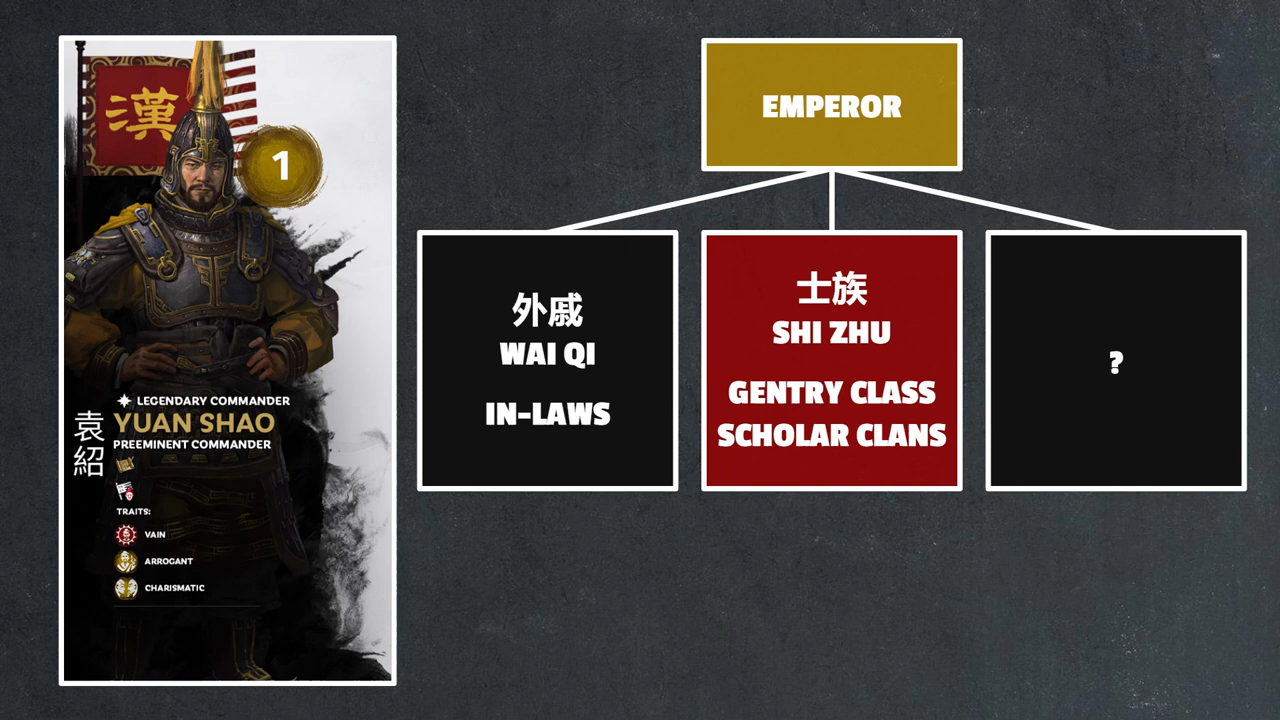 漢
1
袁紹
LEGENDARY COMMANDER
YUAN SHAO
PREEMINENT COMMANDER
TRAITS:
VAIN
ARROGANT
CHARISMATIC
EMPEROR
外戚
WAI QI
IN-LAWS
士族
SHI ZHU
GENTRY CLASS
SCHOLAR CLANS
?